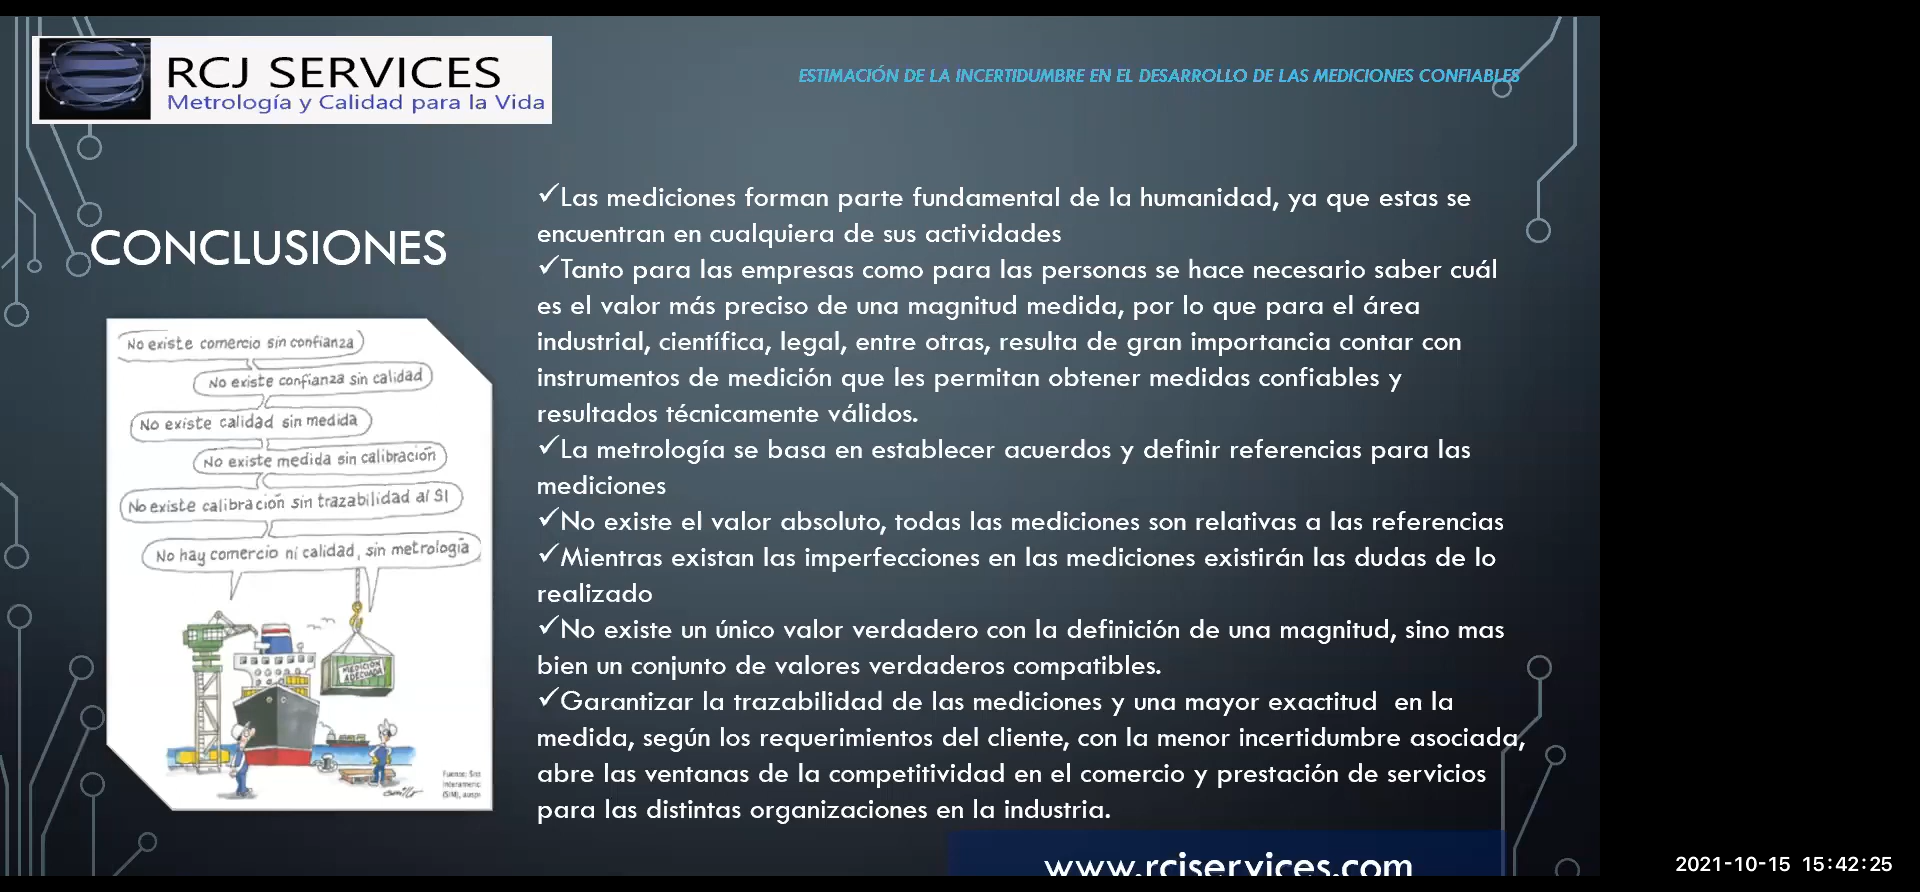 RCJ SERVICES
Metrología y Calidad para la Vida
ESTIMACIÓN DE LA INCERTIDUMBRE EN EL DESARROLLO DE LAS MEDICIONES CONFIABLES
CONCLUSIONES
No existe comercio sin confianza
No existe confianza sin calidad
No existe calidad sin medida
No existe medida sin calibración
No existe calibración sin trazabilidad al SI
No hay comercio ni calidad, sin metrología
MEDICIÓN
ADECUADA
✓Las mediciones forman parte fundamental de la humanidad, ya que estas se
encuentran en cualquiera de sus actividades
✓Tanto para las empresas como para las personas se hace necesario saber cuál
es el valor más preciso de una magnitud medida, por lo que para el área
industrial, científica, legal, entre otras, resulta de gran importancia contar con
instrumentos de medición que les permitan obtener medidas confiables y
resultados técnicamente válidos.
✓La metrología se basa en establecer acuerdos y definir referencias para las
mediciones
✓No existe el valor absoluto, todas las mediciones son relativas a las referencias
✓Mientras existan las imperfecciones en las mediciones existirán las dudas de lo
realizado
✓No existe un único valor verdadero con la definición de una magnitud, sino mas
bien un conjunto de valores verdaderos compatibles.
✓Garantizar la trazabilidad de las mediciones y una mayor exactitud  en la
medida, según los requerimientos del cliente, con la menor incertidumbre asociada,
abre las ventanas de la competitividad en el comercio y prestación de servicios
para las distintas organizaciones en la industria.
www.rcjservices.com
2021-10-15 15:42:25